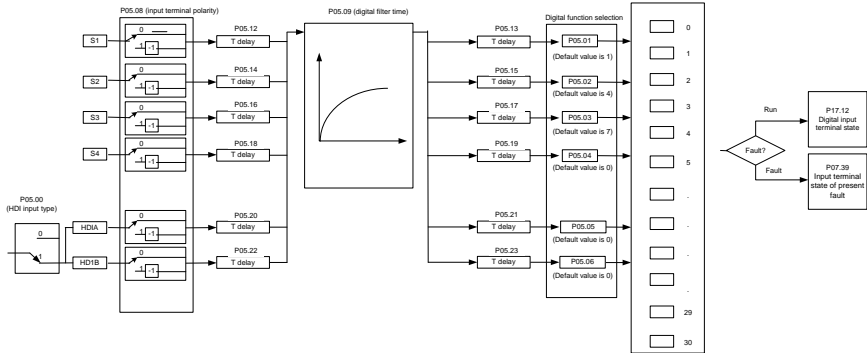 P05.08 (input terminal polarity)
P05.12
P05.09 (digital filter time)
P05.13
Digital function selection
S1
0
1
-1
T delay
T delay
P05.01
(Default value is 1)
0
1
P05.14
P05.15
S2
0
1
-1
T delay
T delay
P05.02
(Default value is 4)
2
P05.16
P05.17
S3
0
1
-1
T delay
T delay
P05.03
(Default value is 7)
3
P05.18
P05.19
S4
0
1
-1
T delay
T delay
P05.04
(Default value is 0)
4
5
Run
Fault?
Fault
P17.12
Digital input
terminal state
P07.39
Input terminal
state of present
fault
P05.00
(HDI input type)
0
1
P05.20
P05.21
HDIA
0
1
-1
T delay
T delay
P05.05
(Default value is 0)
P05.22
P05.23
HD1B
0
1
-1
T delay
T delay
P05.06
(Default value is 0)
.
.
.
.
29
30